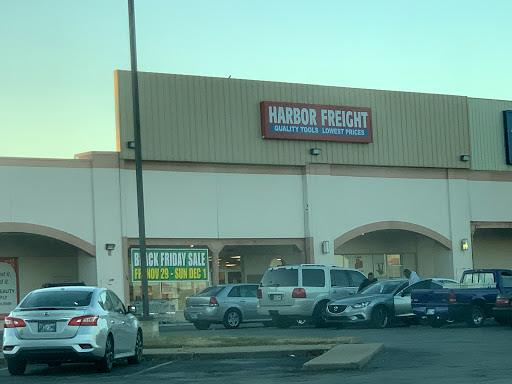 HARBOR FREIGHT
QUALITY TOOLS LOWEST PRICES
BLACK FRIDAY SALE
FRI NOV 29 - SUN DEC 1